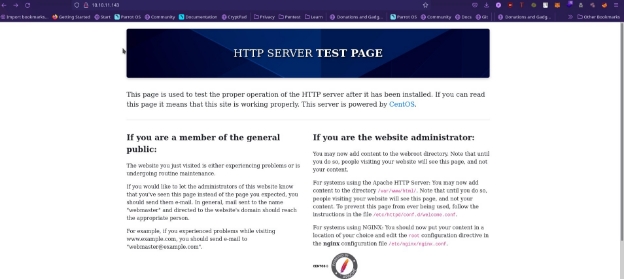 10.10.11.143
Import bookmarks... Getting Started Start Parrot OS Community Documentation CryptPad Privacy Pentest Learn Donations and Gadg... Parrot OS Community Docs Git Donations and Gadg... Other Bookmarks
HTTP SERVER TEST PAGE
This page is used to test the proper operation of the HTTP server after it has been installed. If you can read
this page it means that this site is working properly. This server is powered by CentOS.
If you are a member of the general
public:
The website you just visited is either experiencing problems or is
undergoing routine maintenance.
If you would like to let the administrators of this website know
that you've seen this page instead of the page you expected, you
should send them e-mail. In general, mail sent to the name
"webmaster" and directed to the website's domain should reach
the appropriate person.
For example, if you experienced problems while visiting
www.example.com, you should send e-mail to
"webmaster@example.com".
If you are the website administrator:
You may now add content to the webroot directory. Note that until
you do so, people visiting your website will see this page, and not
your content.
For systems using the Apache HTTP Server: You may now add
content to the directory /var/www/html/. Note that until you do so,
people visiting your website will see this page, and not your
content. To prevent this page from ever being used, follow the
instructions in the file /etc/httpd/conf.d/welcome.conf.
For systems using NGINX: You should now put your content in a
location of your choice and edit the root configuration directive in
the nginx configuration file /etc/nginx/nginx.conf.